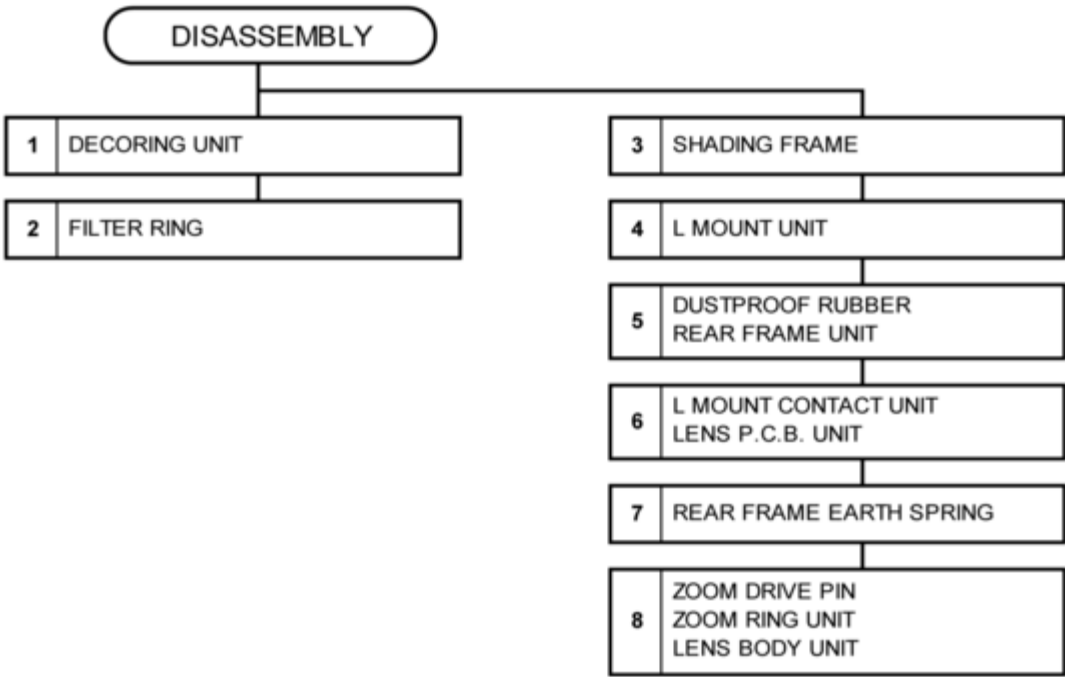 DISASSEMBLY
1 DECORING UNIT
2 FILTER RING
3 SHADING FRAME
4 L MOUNT UNIT
5 DUSTPROOF RUBBER
REAR FRAME UNIT
6 L MOUNT CONTACT UNIT
LENS P.C.B. UNIT
7 REAR FRAME EARTH SPRING
8 ZOOM DRIVE PIN
ZOOM RING UNIT
LENS BODY UNIT